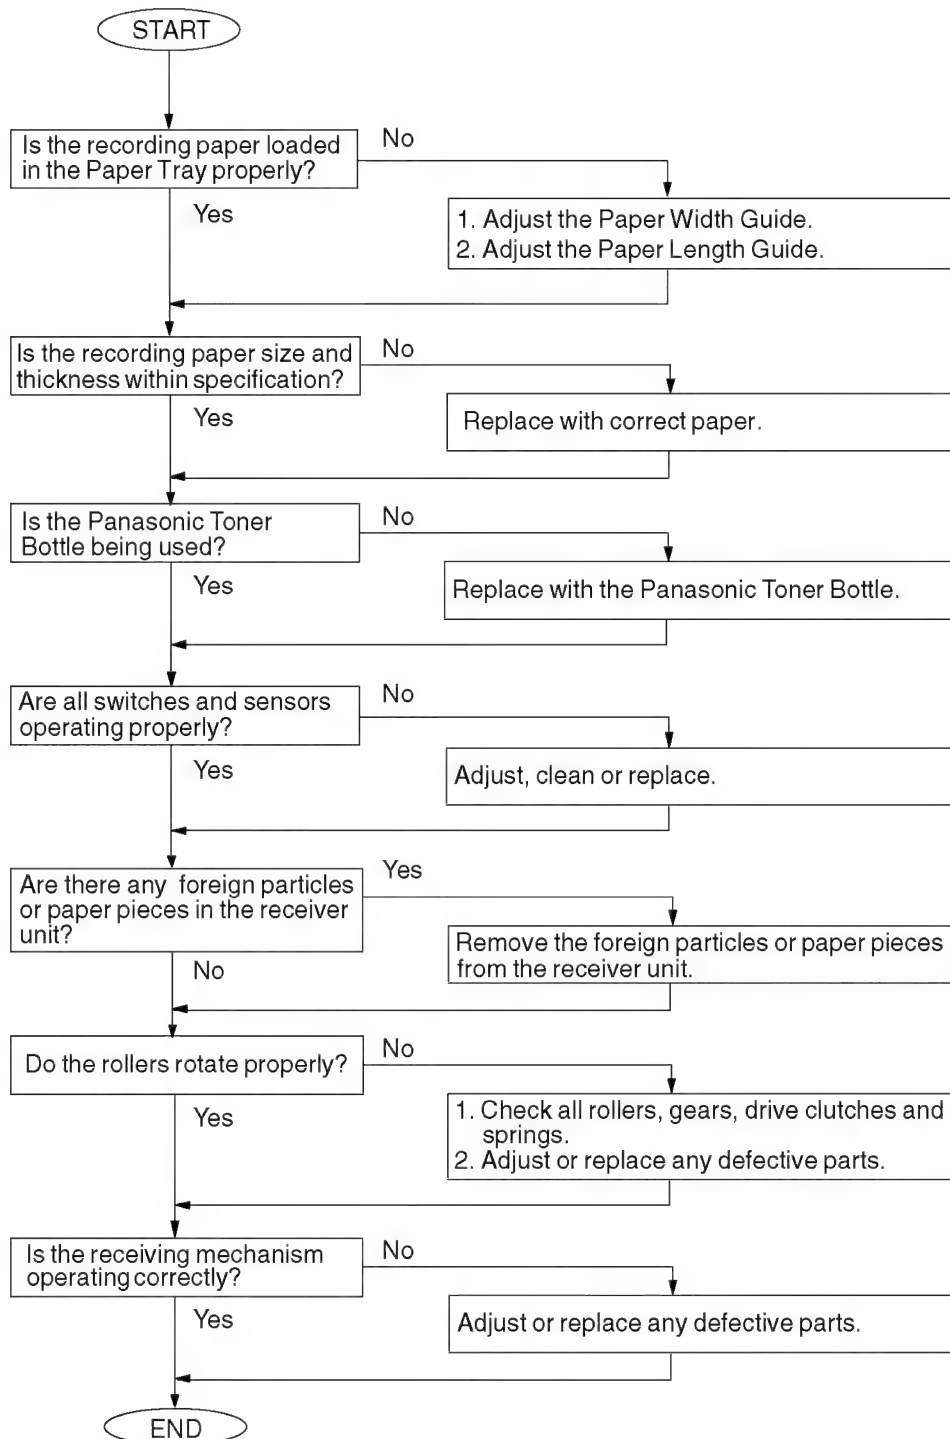 START
Is the recording paper loaded
in the Paper Tray properly?
No
Yes
1. Adjust the Paper Width Guide.
2. Adjust the Paper Length Guide.
Is the recording paper size and
thickness within specification?
No
Yes
Replace with correct paper.
Is the Panasonic Toner
Bottle being used?
No
Yes
Replace with the Panasonic Toner Bottle.
Are all switches and sensors
operating properly?
No
Yes
Adjust, clean or replace.
Are there any foreign particles
or paper pieces in the receiver
unit?
Yes
No
Remove the foreign particles or paper pieces
from the receiver unit.
Do the rollers rotate properly?
No
Yes
1. Check all rollers, gears, drive clutches and
springs.
2. Adjust or replace any defective parts.
Is the receiving mechanism
operating correctly?
No
Yes
Adjust or replace any defective parts.
END